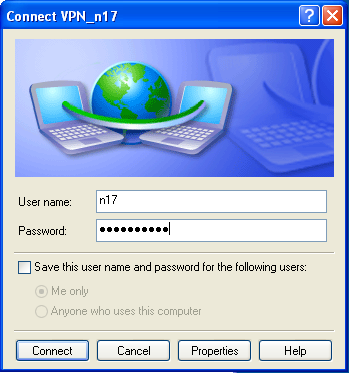 Connect VPN_n17
User name:
n17
Password:
●●●●●●●●●●
Save this user name and password for the following users:
Me only
Anyone who uses this computer
Connect
Cancel
Properties
Help